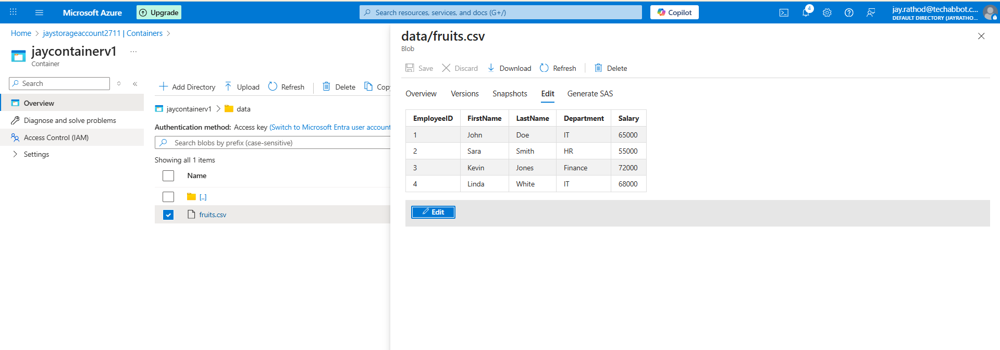 Microsoft Azure
Upgrade
Search resources, services, and docs (G+/)
Copilot
4
jay.rathod@techabbot.c...
DEFAULT DIRECTORY (JAYRATHO...
Home > jaystorageaccount2711 | Containers >
jaycontainerv1 ...
Container
Search
Overview
Diagnose and solve problems
Access Control (IAM)
Settings
Add Directory Upload Refresh Delete Copy
jaycontainerv1 > data
Authentication method: Access key (Switch to Microsoft Entra user account
Search blobs by prefix (case-sensitive)
Showing all 1 items
Name
[..]
fruits.csv
data/fruits.csv
Blob
Save Discard Download Refresh Delete
Overview Versions Snapshots Edit Generate SAS
EmployeeID FirstName LastName Department Salary
1 John Doe IT 65000
2 Sara Smith HR 55000
3 Kevin Jones Finance 72000
4 Linda White IT 68000
Edit